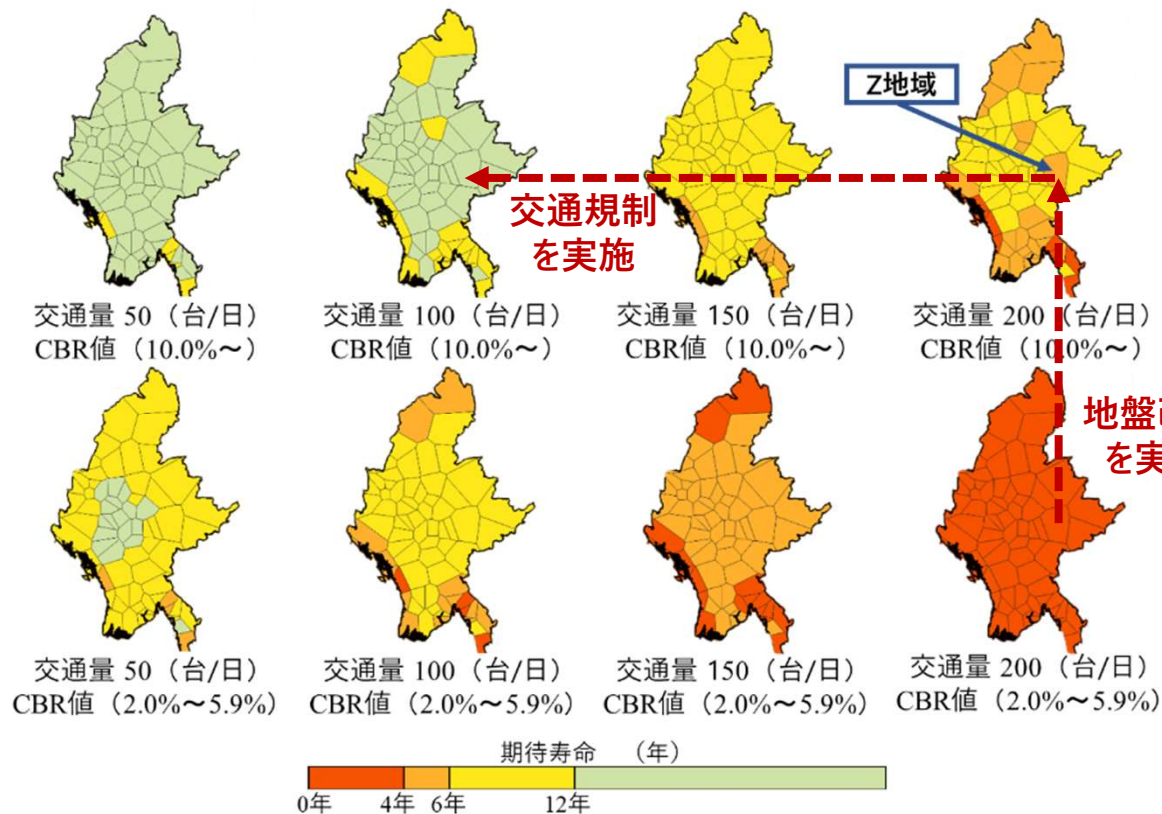 Z地域
交通規制
を実施
交通量 50（台/日）
CBR値（10.0%～）
交通量 100（台/日）
CBR値（10.0%～）
交通量 150（台/日）
CBR値（10.0%～）
交通量 200（台/日）
CBR値（10.0%～）
地盤
を実
交通量 50（台/日）
CBR値（2.0%～5.9%）
交通量 100（台/日）
CBR値（2.0%～5.9%）
交通量 150（台/日）
CBR値（2.0%～5.9%）
交通量 200（台/日）
CBR値（2.0%～5.9%）
期待寿命　（年）
0年 4年 6年 12年